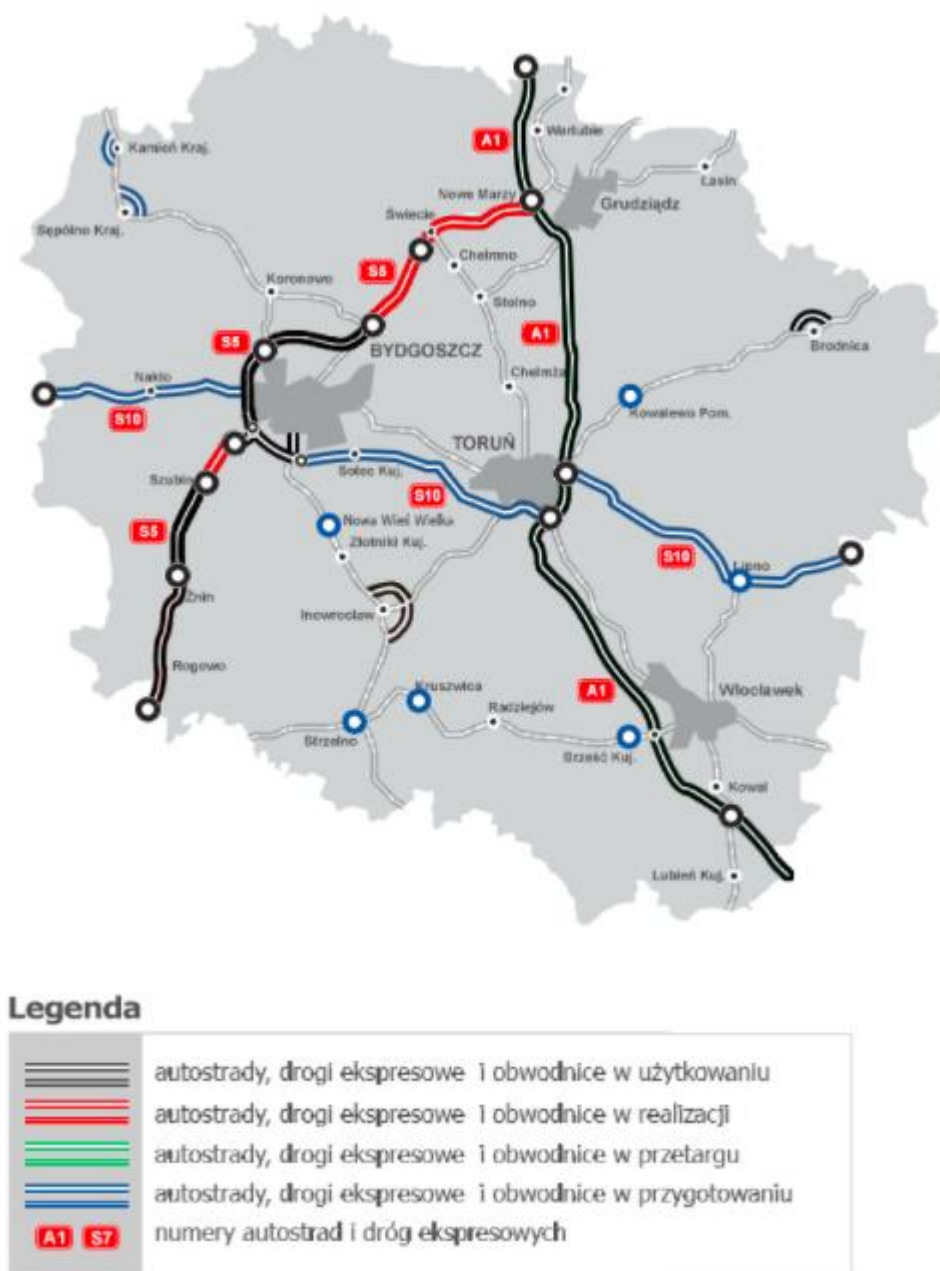 Kamień Kraj.
A1
Warlubie
Łasin
Nowe Marzy
Grudziądz
Sępólno Kraj.
Świecie
Chełmno
S5
Koronowo
Stolno
S5
BYDGOSZCZ
A1
Brodnica
Nakło
Chełmża
S10
Kowalewo Pom.
TORUŃ
Szubin
Solec Kuj.
S10
S5
Nowa Wieś Wielka
Złotniki Kuj.
S10
Lipno
Żnin
Inowrocław
Rogowo
Kruszwica
A1
Włocławek
Radziejów
Strzelno
Brześć Kuj.
Kowal
Lubień Kuj.
Legenda
autostrady, drogi ekspresowe i obwodnice w użytkowaniu
autostrady, drogi ekspresowe i obwodnice w realizacji
autostrady, drogi ekspresowe i obwodnice w przetargu
autostrady, drogi ekspresowe i obwodnice w przygotowaniu
A1 S7 numery autostrad i dróg ekspresowych